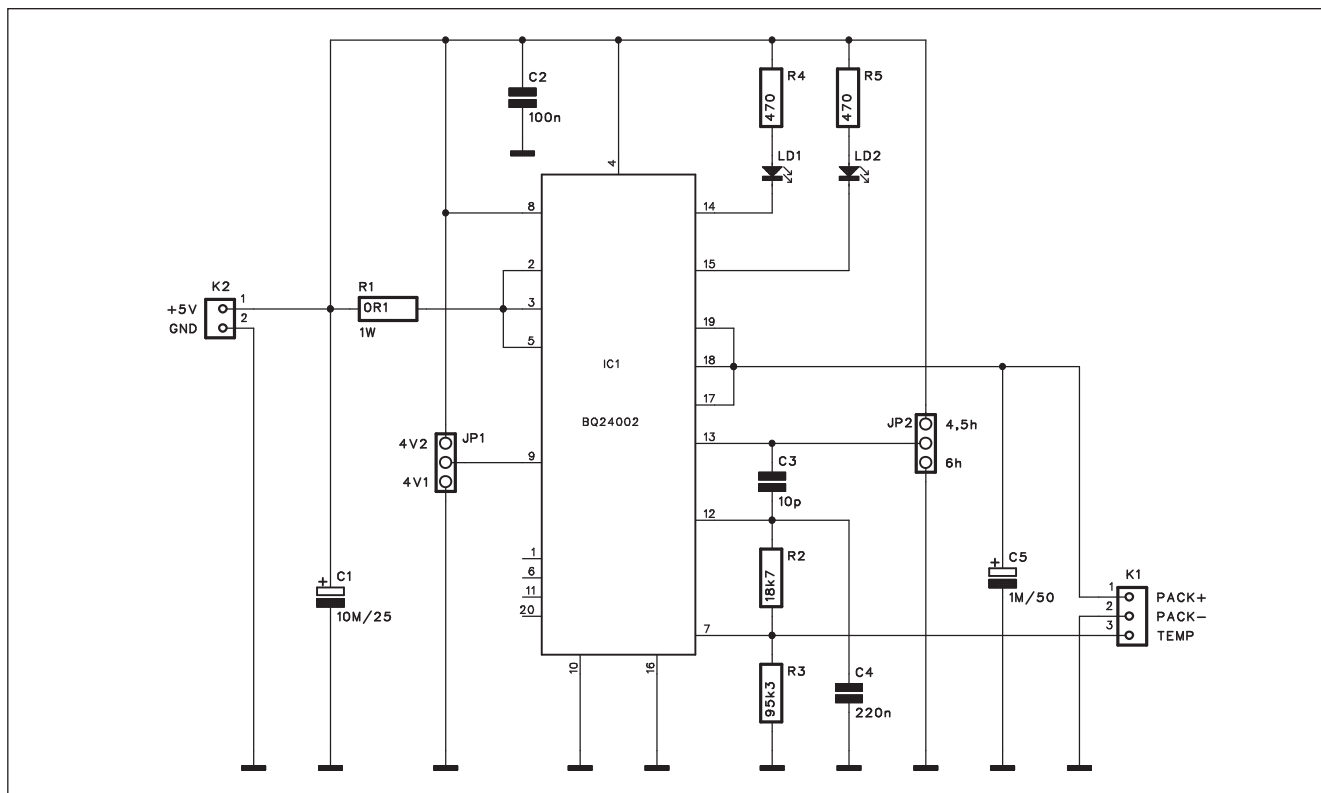 C2
100n
R4
470
R5
470
LD1
LD2
4
8
14
2
15
K2
+5V
1
GND
2
R1
0R1
1W
3
5
19
18
17
IC1
BQ24002
JP1
4V2
4V1
9
13
JP2
4,5h
6h
C3
10p
12
1
6
11
20
R2
18k7
C1
+
10M/25
C5
+
1M/50
K1
1
PACK+
2
PACK-
3
TEMP
7
10
16
R3
95k3
C4
220n